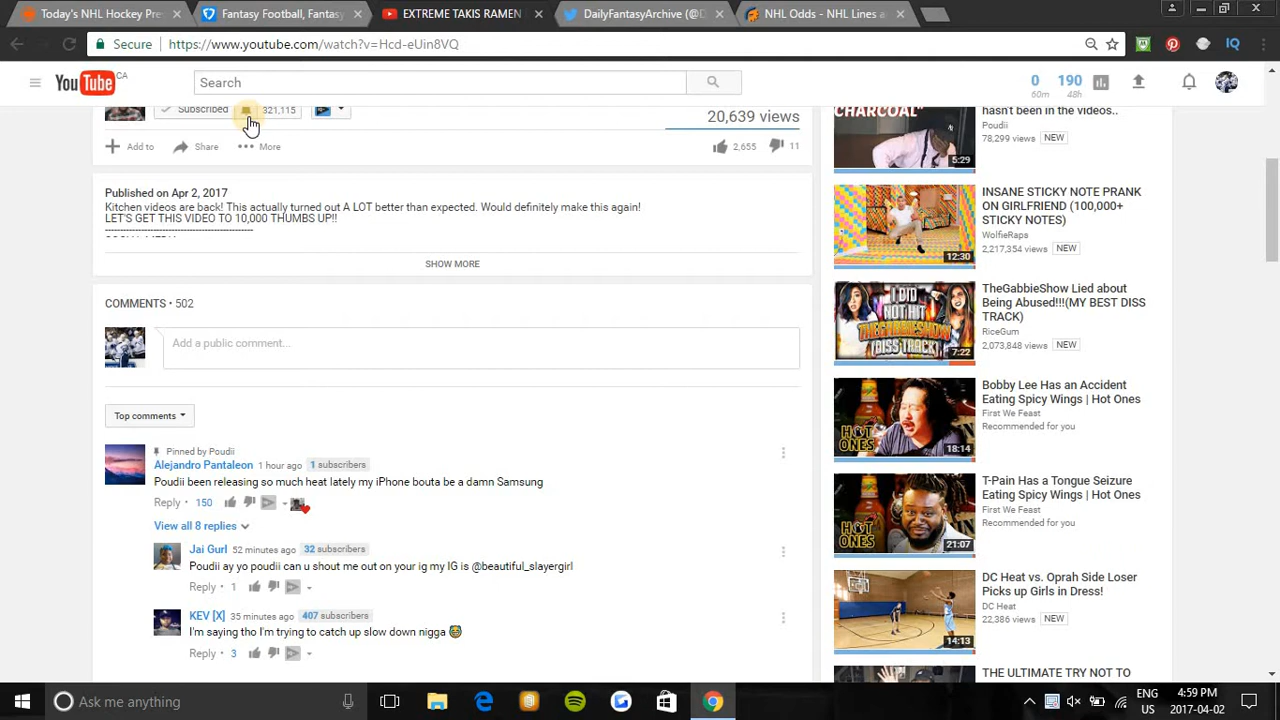 Today's NHL Hockey Pre
Fantasy Football, Fantasy
EXTREME TAKIS RAMEN
DailyFantasyArchive (@D
NHL Odds - NHL Lines a
Secure https://www.youtube.com/watch?v=Hcd-eUin8VQ
IQ
YouTube CA
Search
0 190
60m 48h
Subscribed 321,115
20,639 views
Add to Share More
2,655 11
Published on Apr 2, 2017
Kitchen videos are back! This actually turned out A LOT better than expected. Would definitely make this again!
LET'S GET THIS VIDEO TO 10,000 THUMBS UP!!
--------------------------------------------------
SHOW MORE
COMMENTS • 502
Add a public comment...
Top comments
Pinned by Poudii
Alejandro Pantaleon 1 hour ago 1 subscribers
Poudii been releasing so much heat lately my iPhone bouta be a damn Samsung
Reply · 150
View all 8 replies
Jai Gurl 52 minutes ago 32 subscribers
Poudii ay yo poudii can u shout me out on your ig my IG is @beautiful_slayergirl
Reply · 1
KEV [X] 35 minutes ago 407 subscribers
I'm saying tho I'm trying to catch up slow down nigga
Reply · 3
CHARCOAL"
5:29
hasn't been in the videos..
Poudii
78,299 views NEW
12:30
INSANE STICKY NOTE PRANK
ON GIRLFRIEND (100,000+
STICKY NOTES)
WolfieRaps
2,217,354 views NEW
I DID
NOT HIT
THEGABBIESHOW
(DISS TRACK)
7:22
TheGabbieShow Lied about
Being Abused!!!(MY BEST DISS
TRACK)
RiceGum
2,073,848 views NEW
HOT
ONES
18:14
Bobby Lee Has an Accident
Eating Spicy Wings | Hot Ones
First We Feast
Recommended for you
HOT
ONES
21:07
T-Pain Has a Tongue Seizure
Eating Spicy Wings | Hot Ones
First We Feast
Recommended for you
14:13
DC Heat vs. Oprah Side Loser
Picks up Girls in Dress!
DC Heat
22,386 views NEW
THE ULTIMATE TRY NOT TO
Ask me anything
ENG
US
4:59 PM
2017-04-02